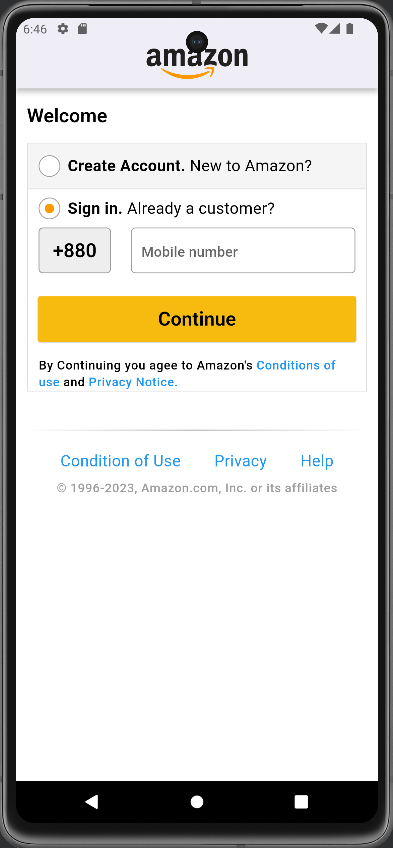 6:46
amazon
Welcome
Create Account. New to Amazon?
Sign in. Already a customer?
+880 Mobile number
Continue
By Continuing you agee to Amazon's Conditions of
use and Privacy Notice.
Condition of Use Privacy Help
© 1996-2023, Amazon.com, Inc. or its affiliates